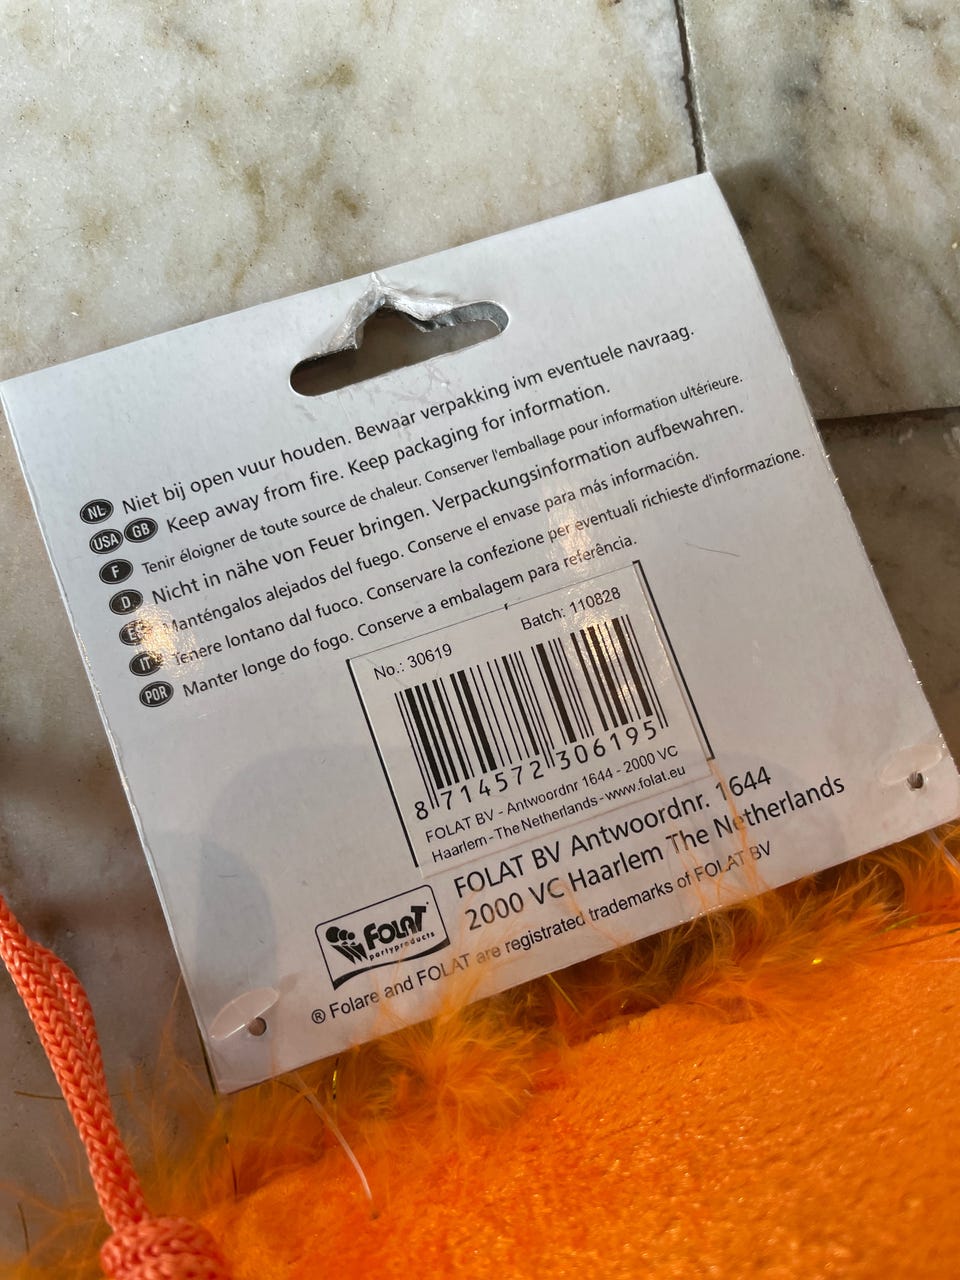 NL Niet bij open vuur houden. Bewaar verpakking ivm eventuele navraag.
USA GB Keep away from fire. Keep packaging for information.
F Tenir éloigner de toute source de chaleur. Conserver l'emballage pour information ultérieure.
D Nicht in nähe von Feuer bringen. Verpackungsinformation aufbewahren.
ES Manténgalos alejados del fuego. Conserve el envase para más información.
IT Tenere lontano dal fuoco. Conservare la confezione per eventuali richieste d'informazione.
POR Manter longe do fogo. Conserve a embalagem para referência.
No.: 30619 Batch: 110828
8 714572 306195
FOLAT BV - Antwoordnr 1644 - 2000 VC
Haarlem - The Netherlands - www.folat.eu
FOLAT BV Antwoordnr. 1644
2000 VC Haarlem The Netherlands
FOLAT
partyproducts
® Folare and FOLAT are registrated trademarks of FOLAT BV